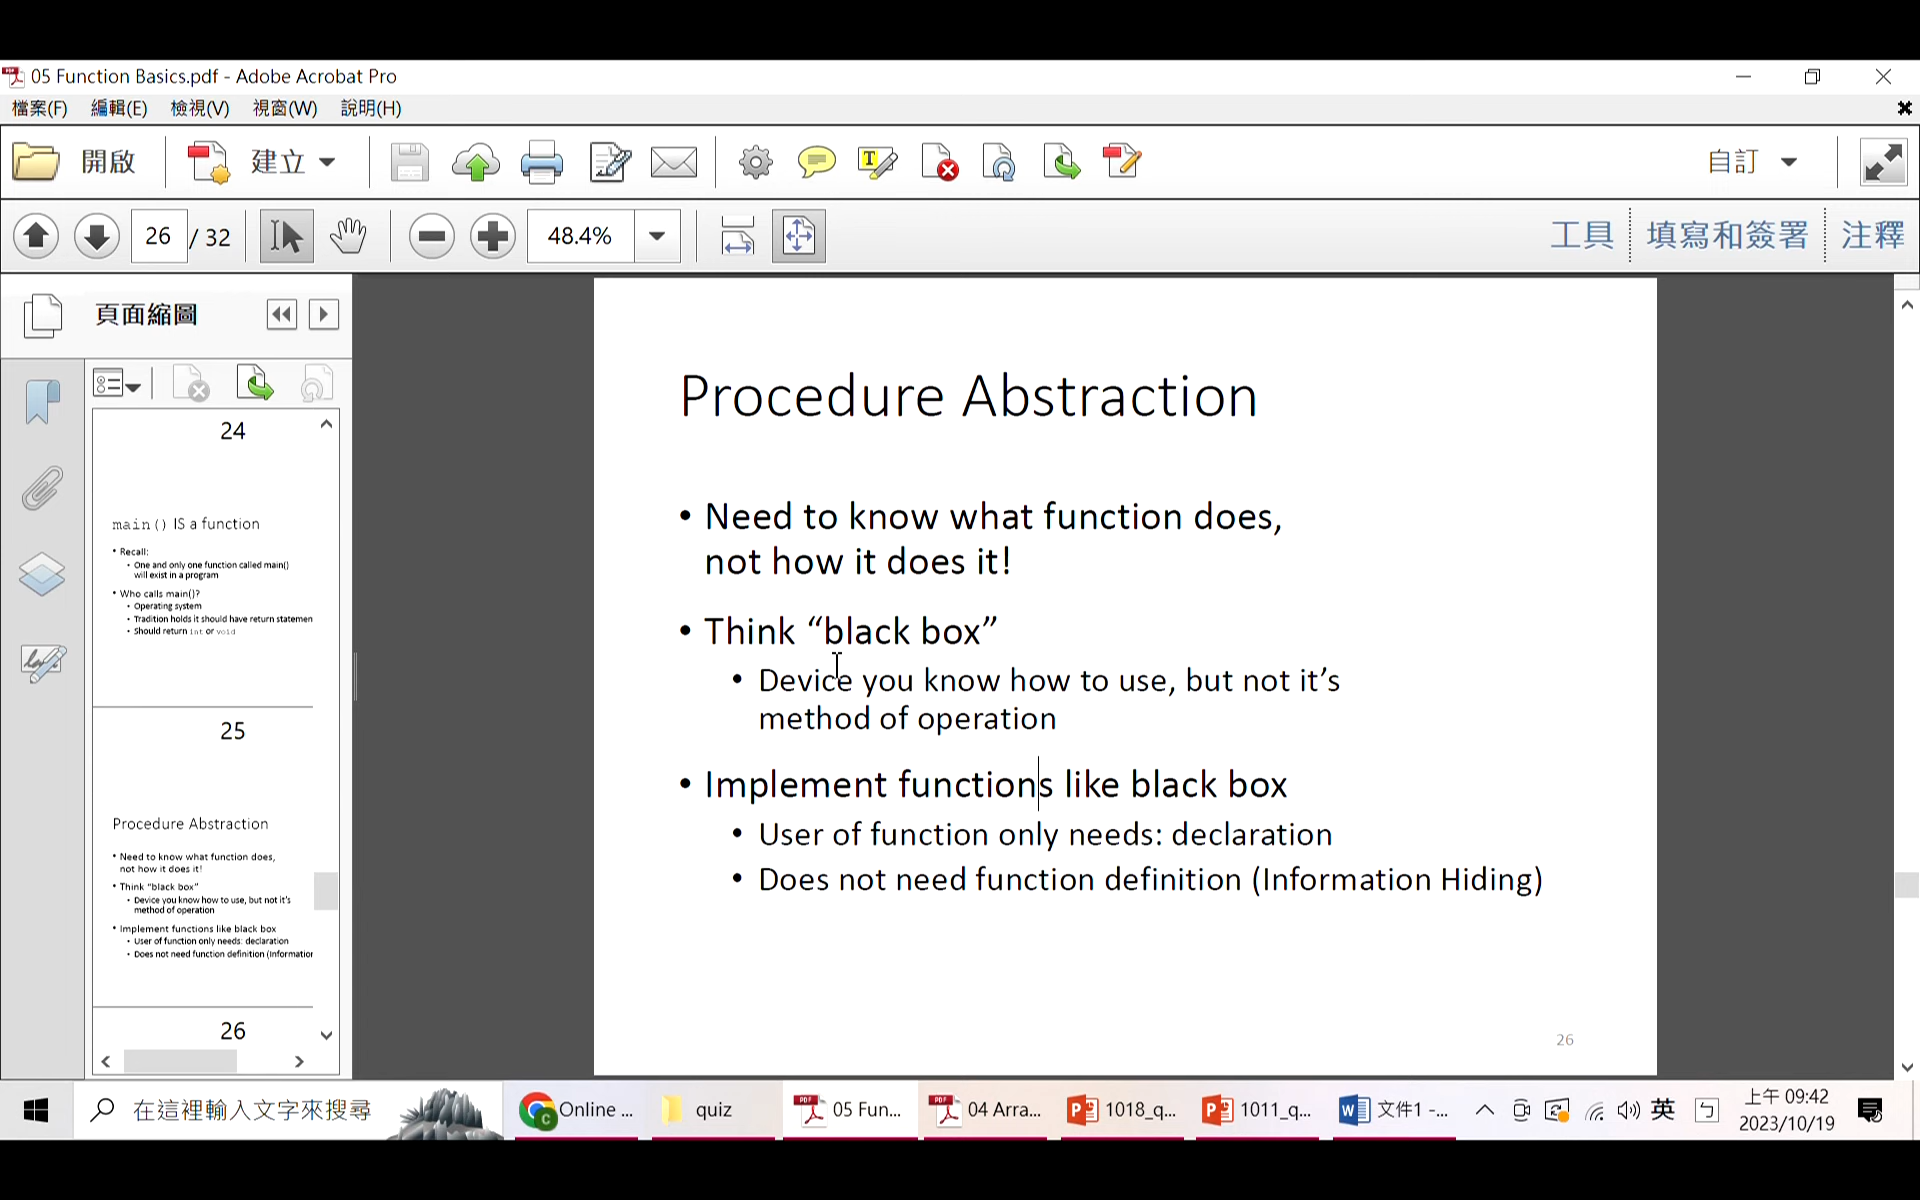 05 Function Basics.pdf - Adobe Acrobat Pro
檔案(F) 編輯(E) 檢視(V) 視窗(W) 說明(H)
開啟 建立 自訂
26 / 32 48.4% 工具 填寫和簽署 注釋
頁面縮圖
24
main() IS a function
• Recall:
• One and only one function called main()
will exist in a program
• Who calls main()?
• Operating system
• Tradition holds it should have return statemen
• Should return int or void
25
Procedure Abstraction
• Need to know what function does,
not how it does it!
• Think “black box”
• Device you know how to use, but not it’s
method of operation
• Implement functions like black box
• User of function only needs: declaration
• Does not need function definition (Information
26
Procedure Abstraction
• Need to know what function does,
not how it does it!
• Think “black box”
• Device you know how to use, but not it’s
method of operation
• Implement functions like black box
• User of function only needs: declaration
• Does not need function definition (Information Hiding)
26
在這裡輸入文字來搜尋 Online ... quiz 05 Fun... 04 Arra... 1018_q... 1011_q... 文件1 -... 英 上午 09:42
2023/10/19